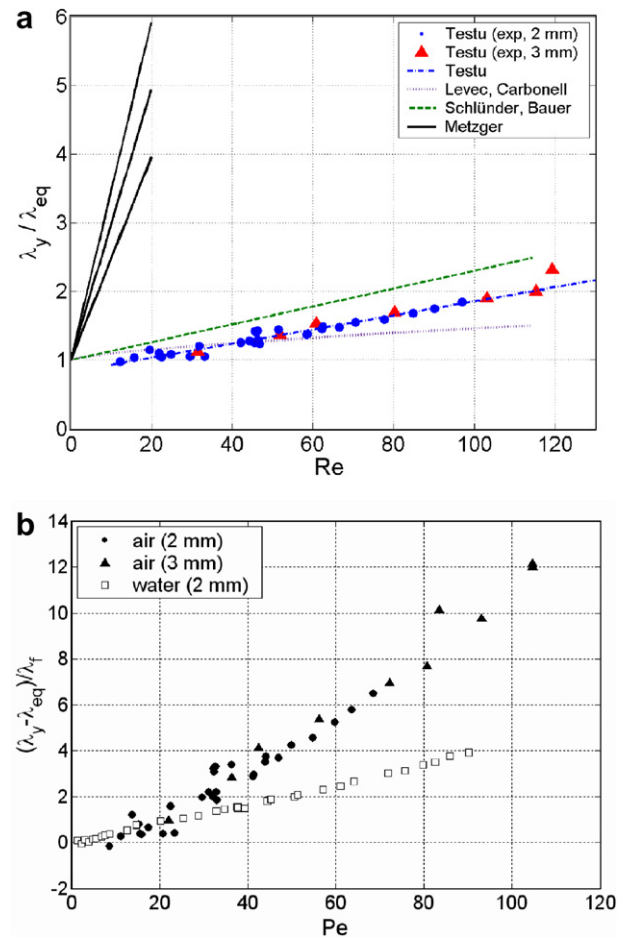 a
6
5
4
3
2
1
0
λy / λeq
Testu (exp, 2 mm)
Testu (exp, 3 mm)
Testu
Levec, Carbonell
Schlünder, Bauer
Metzger
0 20 40 60 80 100 120
Re
b
14
12
10
8
6
4
2
0
-2
(λy-λeq)/λf
air (2 mm)
air (3 mm)
water (2 mm)
0 20 40 60 80 100 120
Pe